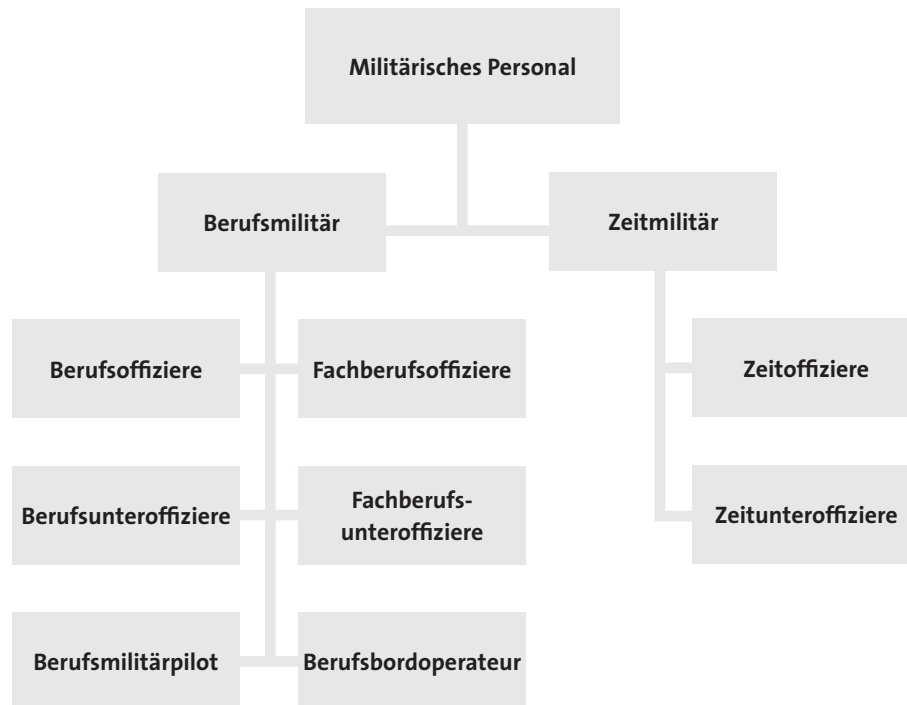 Militärisches Personal
Berufsmilitär
Zeitmilitär
Berufsoffiziere
Fachberufsoffiziere
Zeitoffiziere
Berufsunteroffiziere
Fachberufs-
unteroffiziere
Zeitunteroffiziere
Berufsmilitärpilot
Berufsbordoperateur